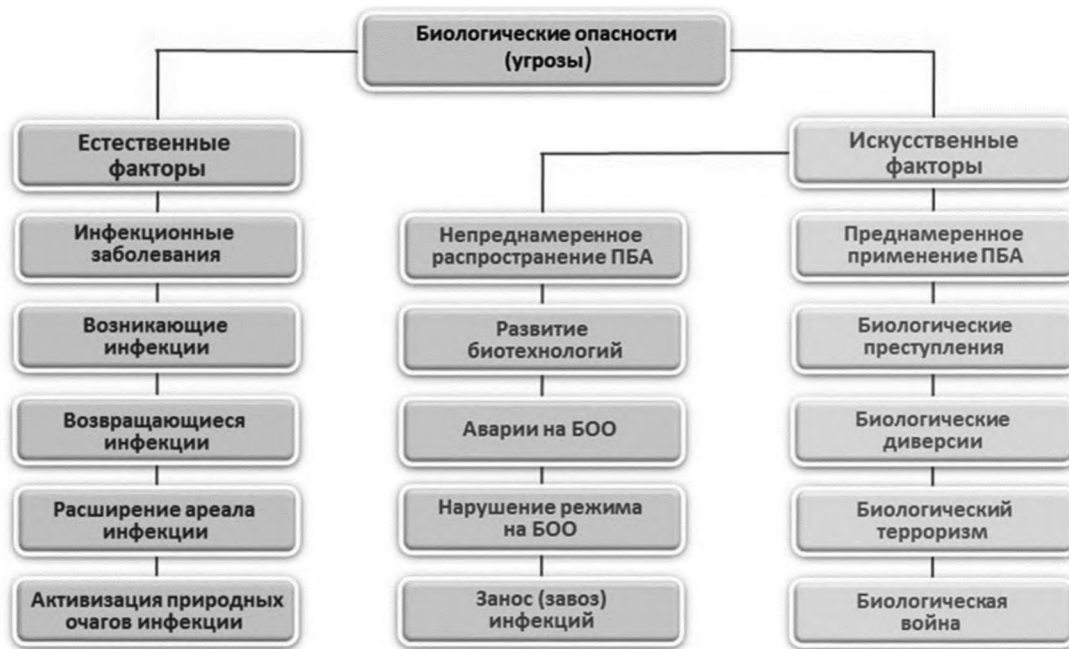 Биологические опасности
(угрозы)
Естественные
факторы
Инфекционные
заболевания
Возникающие
инфекции
Возвращающиеся
инфекции
Расширение ареала
инфекции
Активизация природных
очагов инфекции
Искусственные
факторы
Непреднамеренное
распространение ПБА
Развитие
биотехнологий
Аварии на БОО
Нарушение режима
на БОО
Занос (завоз)
инфекций
Преднамеренное
применение ПБА
Биологические
преступления
Биологические
диверсии
Биологический
терроризм
Биологическая
война